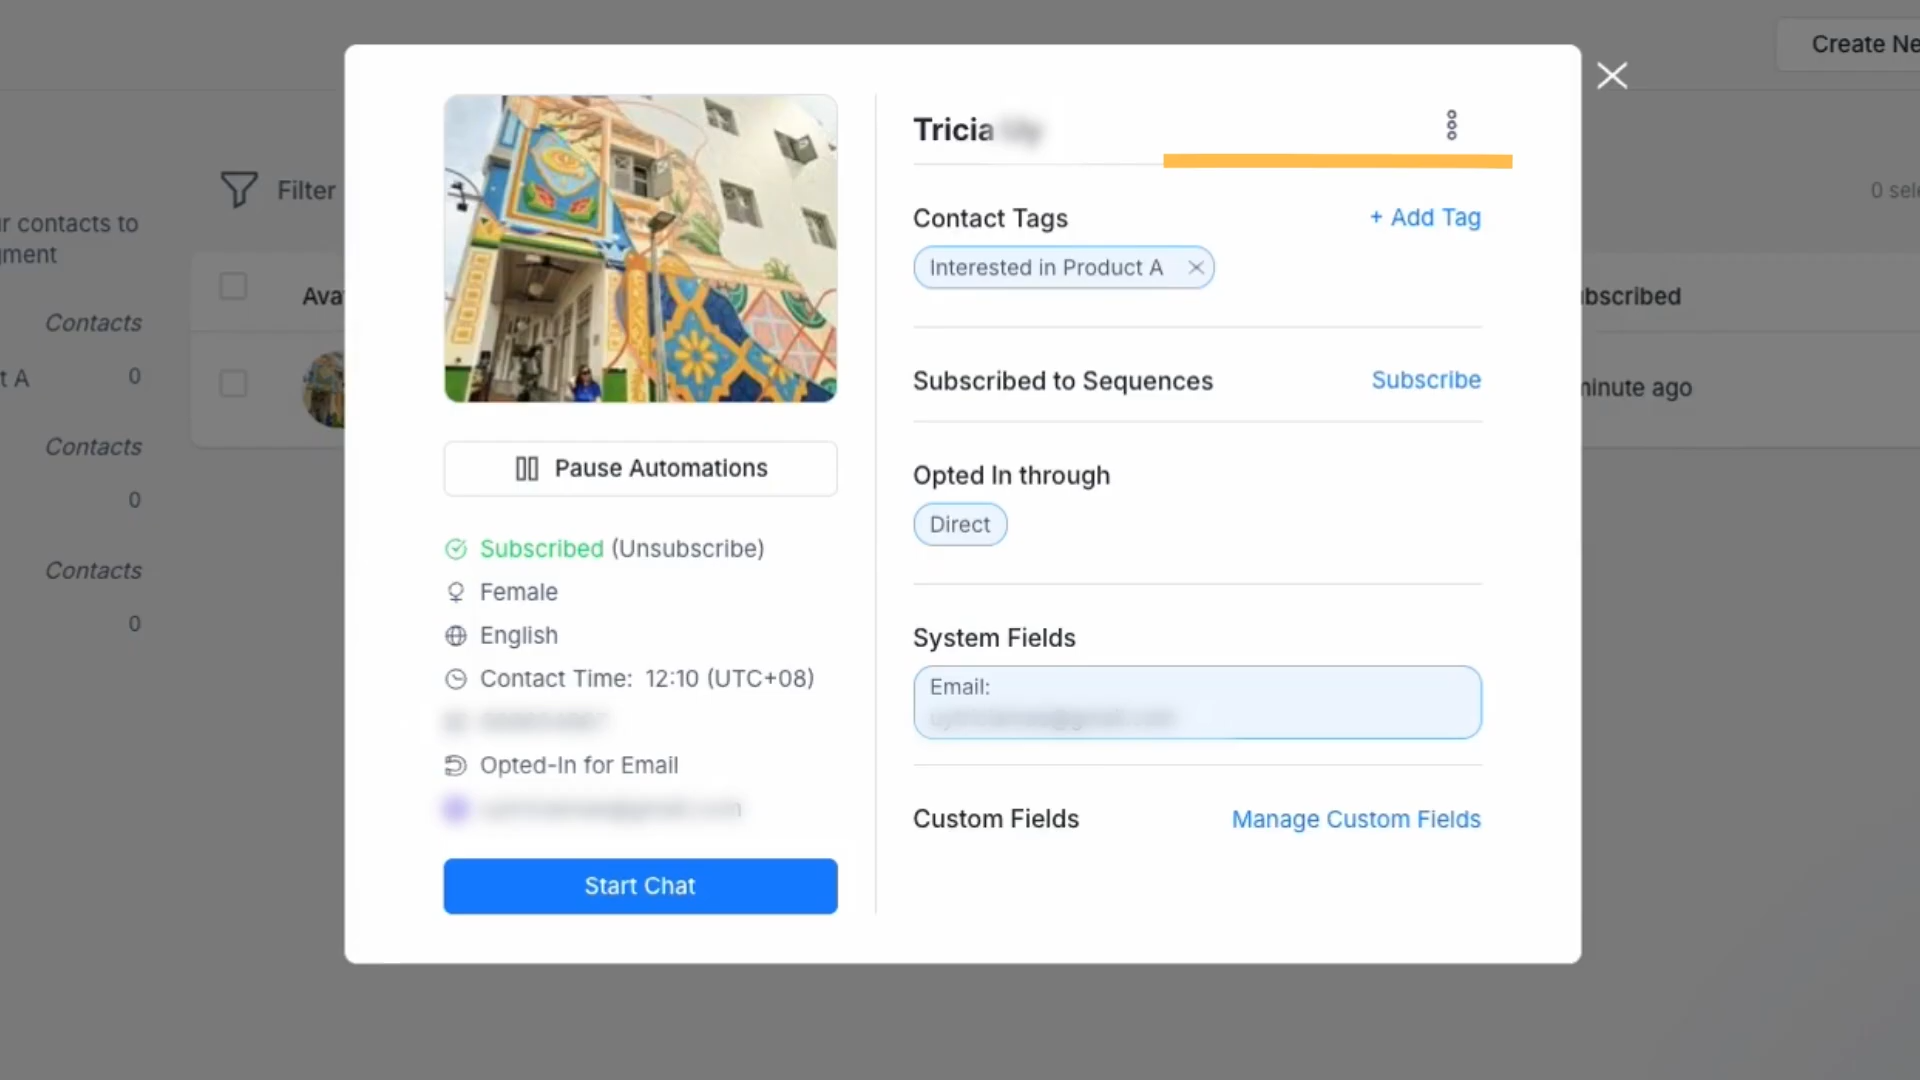 Create Ne
Filter
0 sele
r contacts to
gment
Contacts
t A
0
Contacts
0
Contacts
0
Ava
bscribed
minute ago
Pause Automations
Subscribed (Unsubscribe)
Female
English
Contact Time: 12:10 (UTC+08)
Opted-In for Email
Start Chat
Tricia
Contact Tags
+ Add Tag
Interested in Product A
Subscribed to Sequences
Subscribe
Opted In through
Direct
System Fields
Email:
Custom Fields
Manage Custom Fields